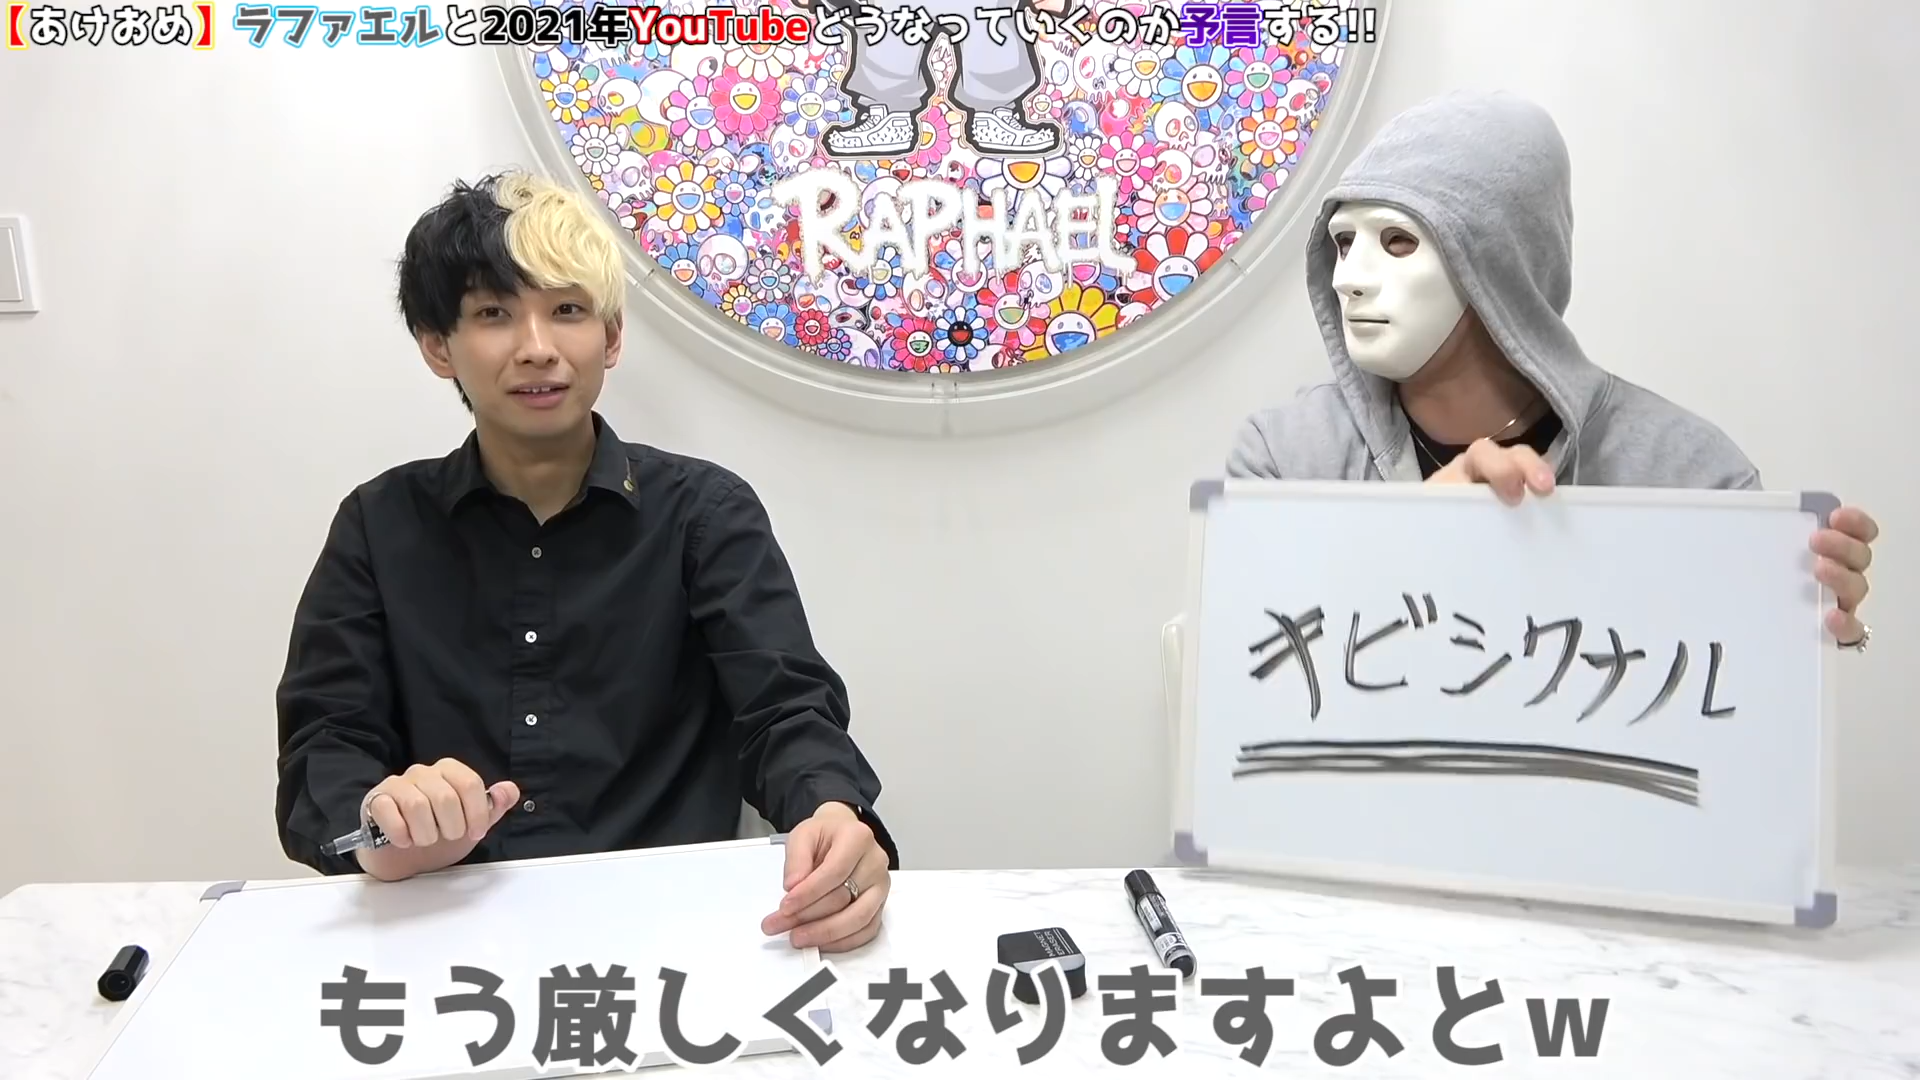 【あけおめ】ラファエルと2021年YouTubeどうなっていくのか予言する!!
RAPHAEL
キビシクナル
MAGNET
ERASER
もう厳しくなりますよとw